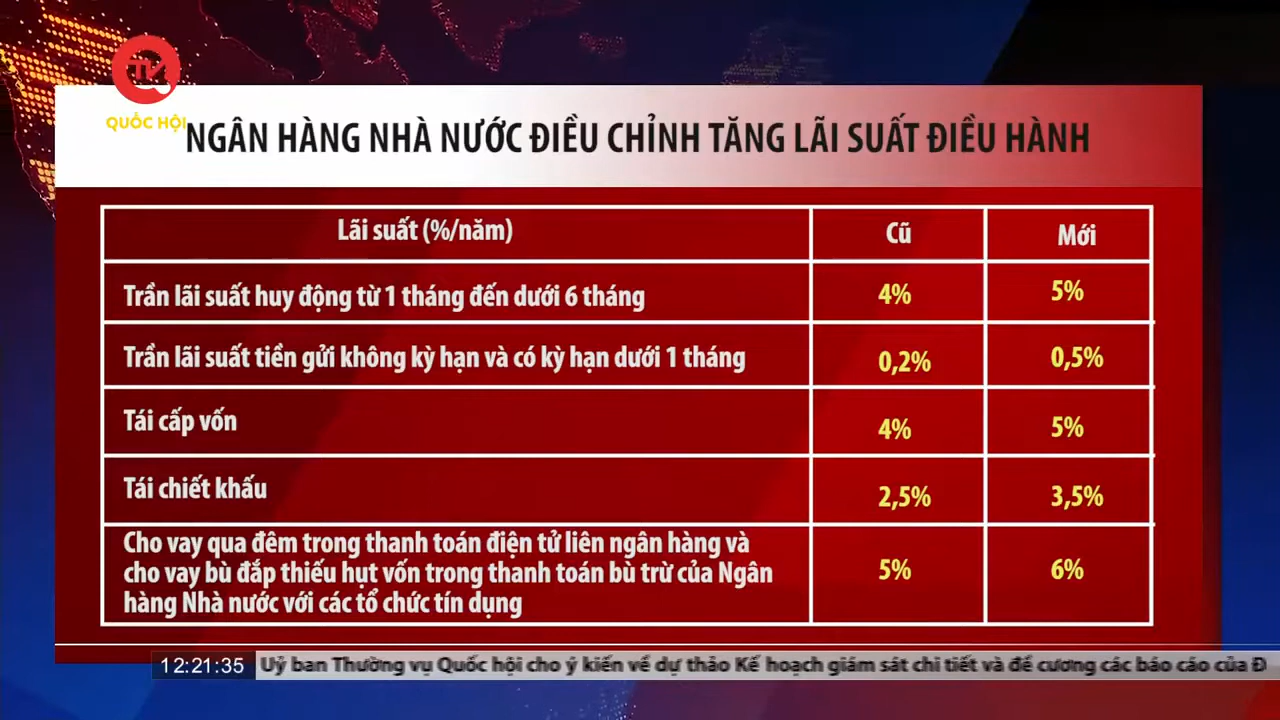 QUỐC HỘI
NGÂN HÀNG NHÀ NƯỚC ĐIỀU CHỈNH TĂNG LÃI SUẤT ĐIỀU HÀNH
Lãi suất (%/năm) Cũ Mới
Trần lãi suất huy động từ 1 tháng đến dưới 6 tháng 4% 5%
Trần lãi suất tiền gửi không kỳ hạn và có kỳ hạn dưới 1 tháng 0,2% 0,5%
Tái cấp vốn 4% 5%
Tái chiết khấu 2,5% 3,5%
Cho vay qua đêm trong thanh toán điện tử liên ngân hàng và
cho vay bù đắp thiếu hụt vốn trong thanh toán bù trừ của Ngân 5% 6%
hàng Nhà nước với các tổ chức tín dụng
12:21:35 Uỷ ban Thường vụ Quốc hội cho ý kiến về dự thảo Kế hoạch giám sát chi tiết và đề cương các báo cáo của Đ